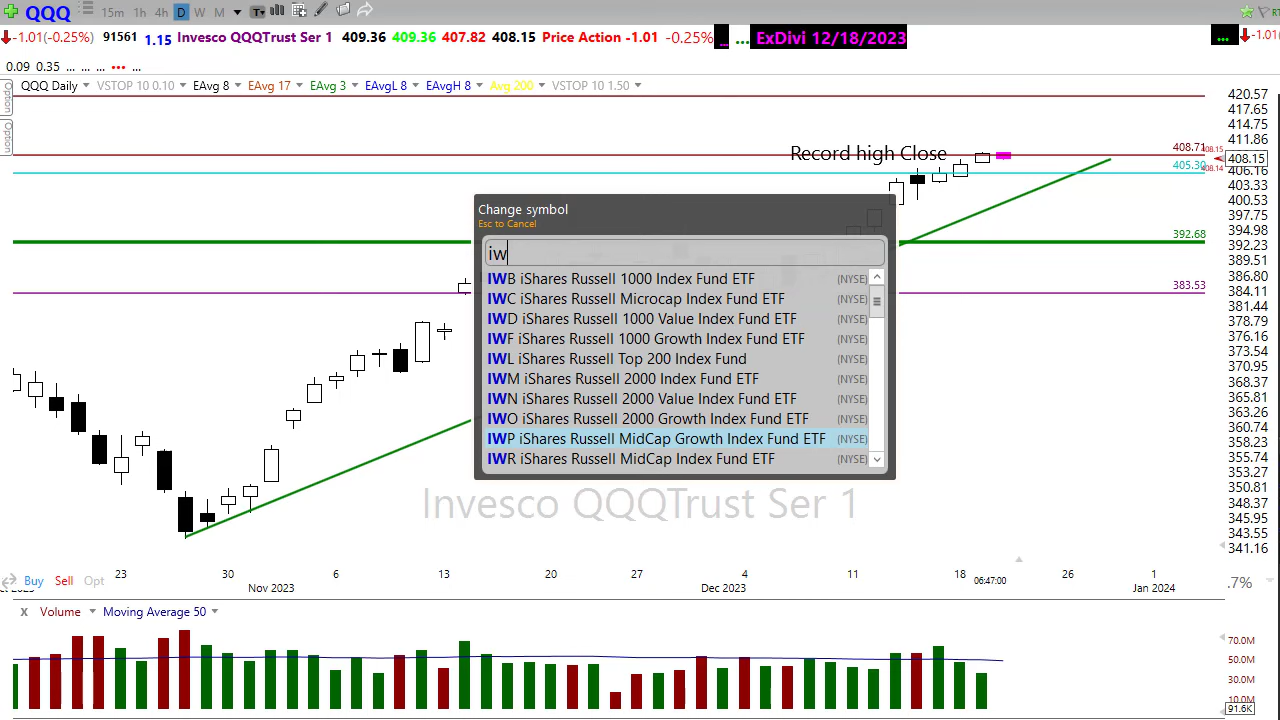 QQQ 15m 1h 4h D W M
-1.01(-0.25%) 91561 1.15 Invesco QQQTrust Ser 1 409.36 409.36 407.82 408.15 Price Action -1.01 -0.25% ... ... ExDivi 12/18/2023 ... -1.01
0.09 0.35 ... ... ... ...
QQQ Daily VSTOP 10 0.10 EAvg 8 EAvg 17 EAvg 3 EAvgL 8 EAvgH 8 Avg 200 VSTOP 10 1.50
Option
Option
420.57
417.65
414.75
411.86
408.71
408.15
408.15
Record high Close
405.30
408.14
406.16
403.33
400.53
397.75
394.98
392.68
392.23
389.51
386.80
383.53
384.11
381.44
378.79
376.16
373.54
370.95
368.37
365.81
363.26
360.74
358.23
355.73
353.27
350.81
348.37
345.95
343.55
341.16
Change symbol
Esc to Cancel
iw
IWB iShares Russell 1000 Index Fund ETF (NYSE)
IWC iShares Russell Microcap Index Fund ETF (NYSE)
IWD iShares Russell 1000 Value Index Fund ETF (NYSE)
IWF iShares Russell 1000 Growth Index Fund ETF (NYSE)
IWL iShares Russell Top 200 Index Fund (NYSE)
IWM iShares Russell 2000 Index Fund ETF (NYSE)
IWN iShares Russell 2000 Value Index Fund ETF (NYSE)
IWO iShares Russell 2000 Growth Index Fund ETF (NYSE)
IWP iShares Russell MidCap Growth Index Fund ETF (NYSE)
IWR iShares Russell MidCap Index Fund ETF (NYSE)
Invesco QQQTrust Ser 1
Buy Sell Opt 23 30 6 13 20 27 4 11 18 26 1 .7%
06:47:00
2023 Nov 2023 Dec 2023 Jan 2024
x Volume Moving Average 50
70.0M
50.0M
30.0M
10.0M
91.6K